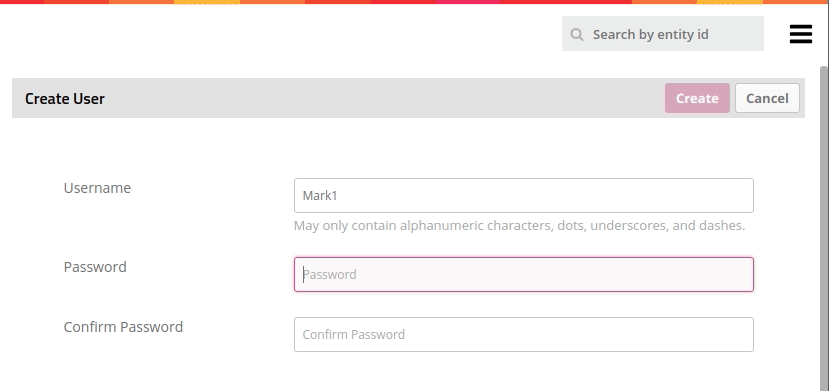 Search by entity id
Create User
Create
Cancel
Username
Mark1
May only contain alphanumeric characters, dots, underscores, and dashes.
Password
Password
Confirm Password
Confirm Password